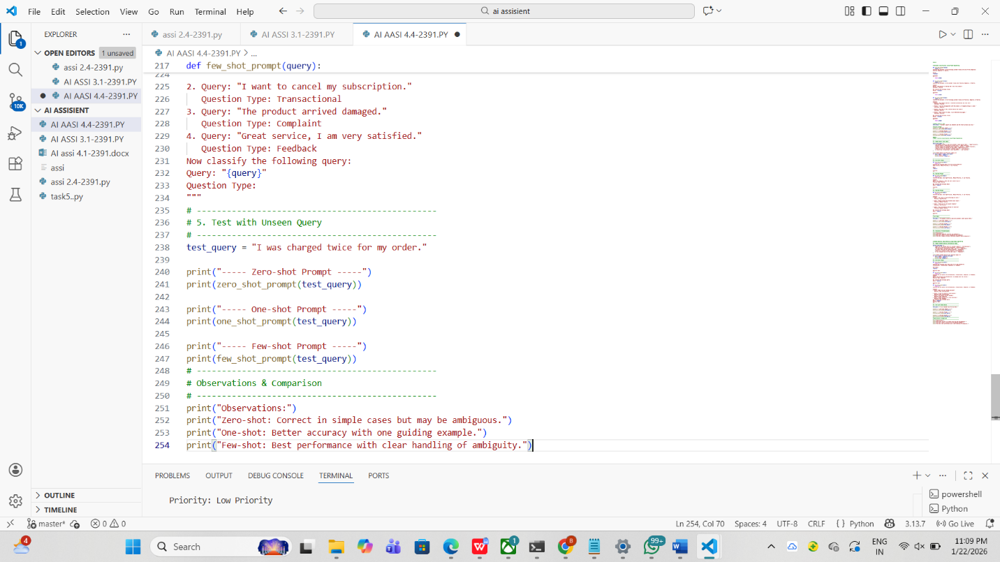 File Edit Selection View Go Run Terminal Help
ai assisient
EXPLORER
OPEN EDITORS 1 unsaved
assi 2.4-2391.py
AI ASSI 3.1-2391.PY
AI AASI 4.4-2391.PY
AI ASSISIENT
AI AASI 4.4-2391.PY
AI ASSI 3.1-2391.PY
AI assi 4.1-2391.docx
assi
assi 2.4-2391.py
task5..py
OUTLINE
TIMELINE
1
10K
assi 2.4-2391.py AI ASSI 3.1-2391.PY AI AASI 4.4-2391.PY
AI AASI 4.4-2391.PY > ...
217 def few_shot_prompt(query):
224
225 2. Query: "I want to cancel my subscription."
226 Question Type: Transactional
227 3. Query: "The product arrived damaged."
228 Question Type: Complaint
229 4. Query: "Great service, I am very satisfied."
230 Question Type: Feedback
231 Now classify the following query:
232 Query: "{query}"
233 Question Type:
234 """
235 # ------------------------------------------------
236 # 5. Test with Unseen Query
237 # ------------------------------------------------
238 test_query = "I was charged twice for my order."
239
240 print("----- Zero-shot Prompt -----")
241 print(zero_shot_prompt(test_query))
242
243 print("----- One-shot Prompt -----")
244 print(one_shot_prompt(test_query))
245
246 print("----- Few-shot Prompt -----")
247 print(few_shot_prompt(test_query))
248 # ------------------------------------------------
249 # Observations & Comparison
250 # ------------------------------------------------
251 print("Observations:")
252 print("Zero-shot: Correct in simple cases but may be ambiguous.")
253 print("One-shot: Better accuracy with one guiding example.")
254 print("Few-shot: Best performance with clear handling of ambiguity.")
PROBLEMS OUTPUT DEBUG CONSOLE TERMINAL PORTS
Priority: Low Priority
powershell
Python
master* 0 0 Ln 254, Col 70 Spaces: 4 UTF-8 CRLF { } Python 3.13.7 Go Live
4 Search 1 8 99+ ENG IN 11:09 PM 1/22/2026